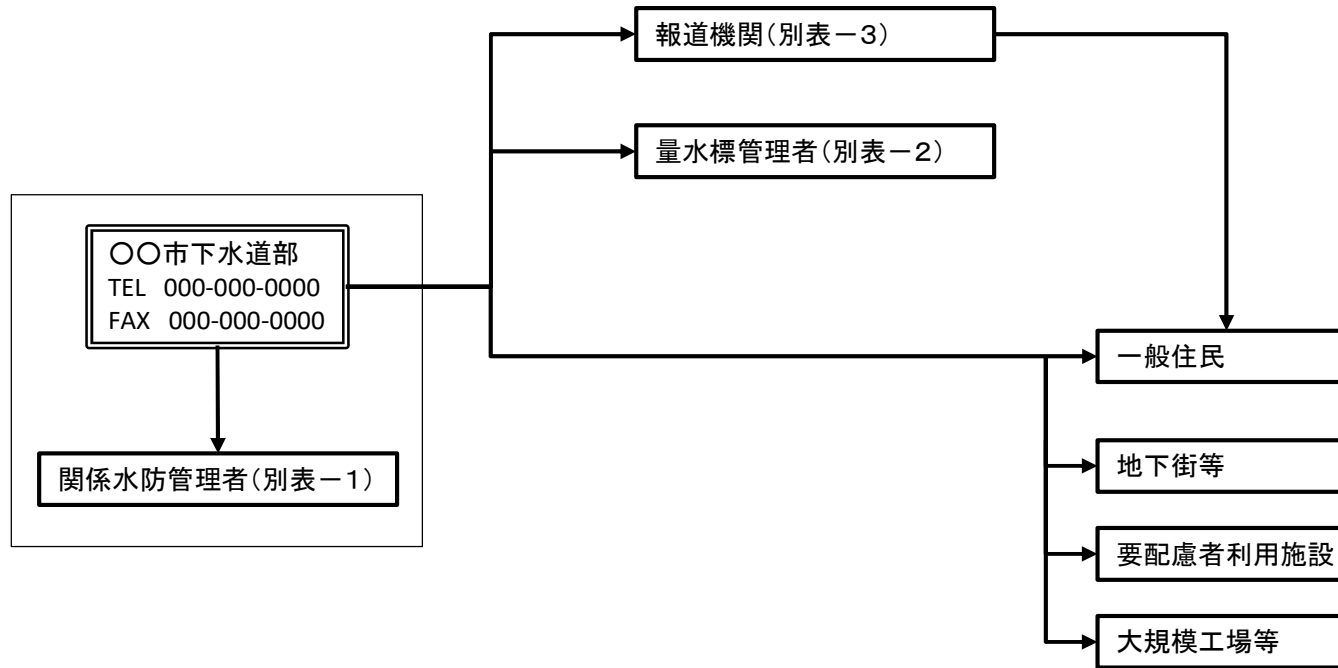 報道機関(別表－３)
量水標管理者(別表－２)
〇〇市下水道部
TEL 000-000-0000
FAX 000-000-0000
関係水防管理者(別表－１)
一般住民
地下街等
要配慮者利用施設
大規模工場等